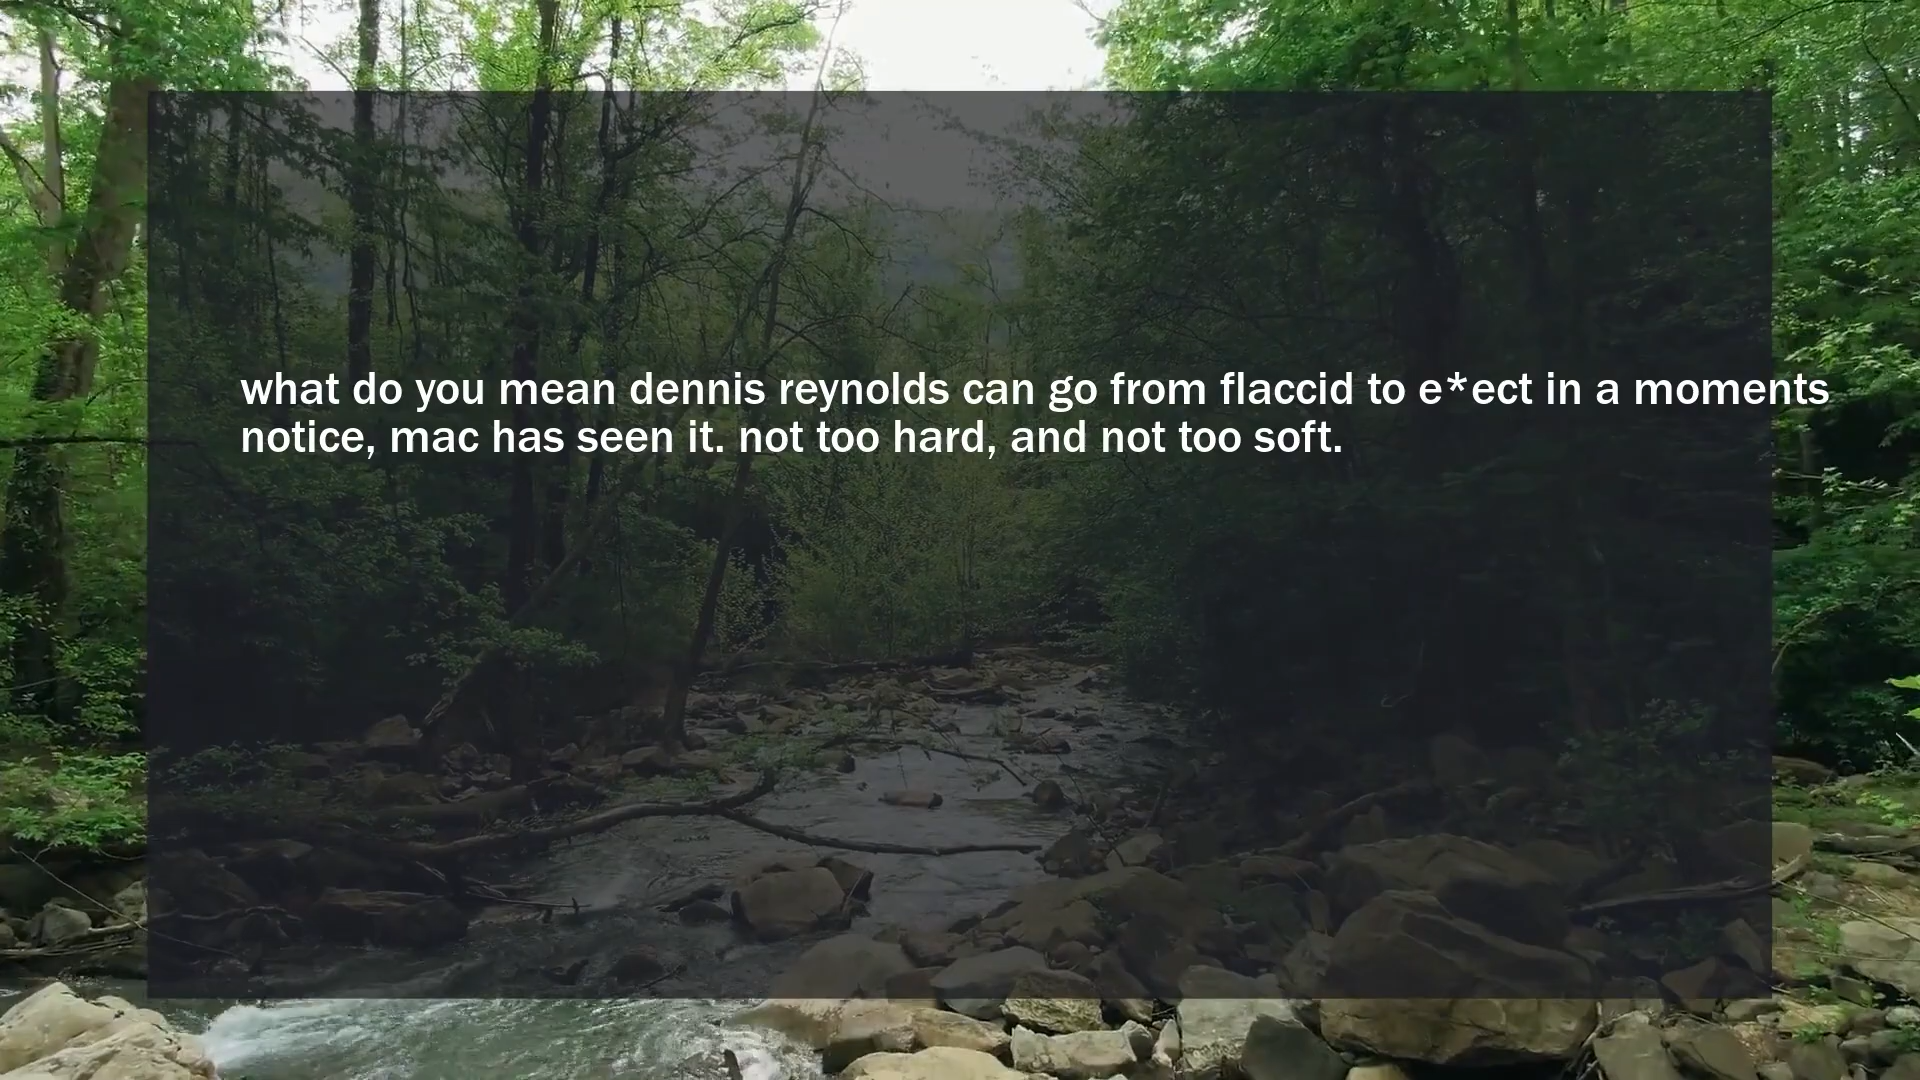 what do you mean dennis reynolds can go from flaccid to e*ect in a moments
notice, mac has seen it. not too hard, and not too soft.